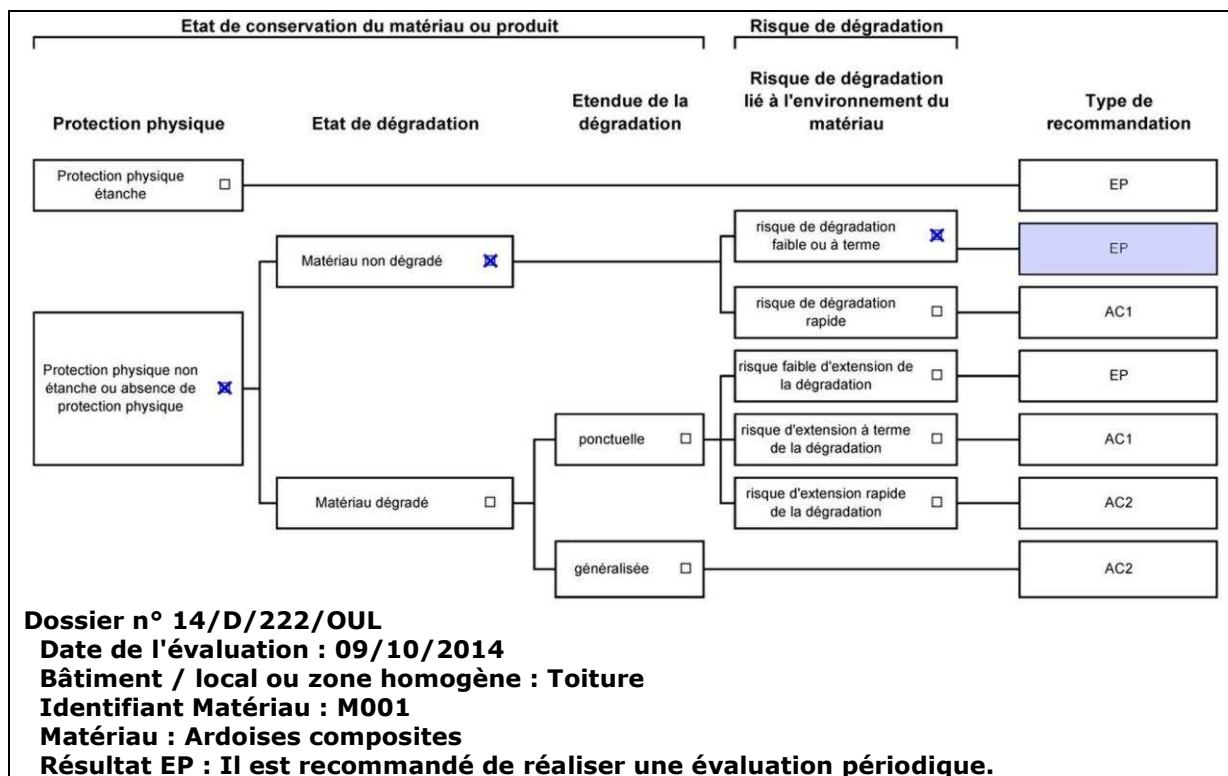 Etat de conservation du matériau ou produit
Risque de dégradation
Protection physique
Etat de dégradation
Etendue de la
dégradation
Risque de dégradation
lié à l'environnement du
matériau
Type de
recommandation
Protection physique
étanche
EP
Protection physique non
étanche ou absence de
protection physique
Matériau non dégradé
risque de dégradation
faible ou à terme
EP
risque de dégradation
rapide
AC1
Matériau dégradé
ponctuelle
risque faible d'extension de
la dégradation
EP
risque d'extension à terme
de la dégradation
AC1
risque d'extension rapide
de la dégradation
AC2
généralisée
AC2
Dossier n° 14/D/222/OUL
Date de l'évaluation : 09/10/2014
Bâtiment / local ou zone homogène : Toiture
Identifiant Matériau : M001
Matériau : Ardoises composites
Résultat EP : Il est recommandé de réaliser une évaluation périodique.